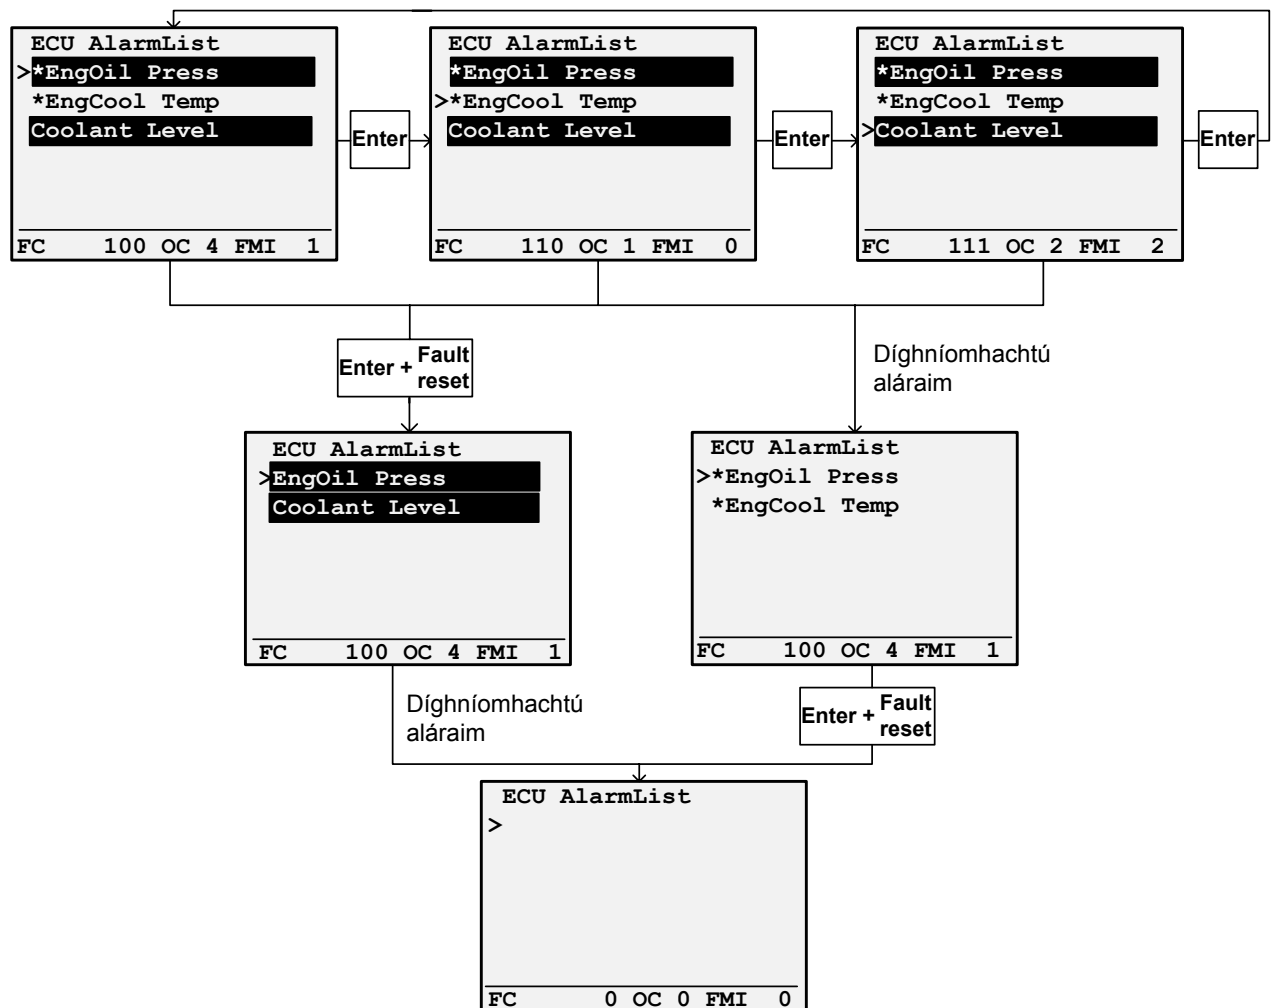 ECU AlarmList
>*EngOil Press
*EngCool Temp
Coolant Level
FC 100 OC 4 FMI 1
Enter
ECU AlarmList
*EngOil Press
>*EngCool Temp
Coolant Level
FC 110 OC 1 FMI 0
Enter
ECU AlarmList
*EngOil Press
*EngCool Temp
>Coolant Level
FC 111 OC 2 FMI 2
Enter
Enter + Fault
reset
Díghníomhachtú
aláraim
ECU AlarmList
>EngOil Press
Coolant Level
FC 100 OC 4 FMI 1
ECU AlarmList
>*EngOil Press
*EngCool Temp
FC 100 OC 4 FMI 1
Díghníomhachtú
aláraim
Enter + Fault
reset
ECU AlarmList
>
FC 0 OC 0 FMI 0